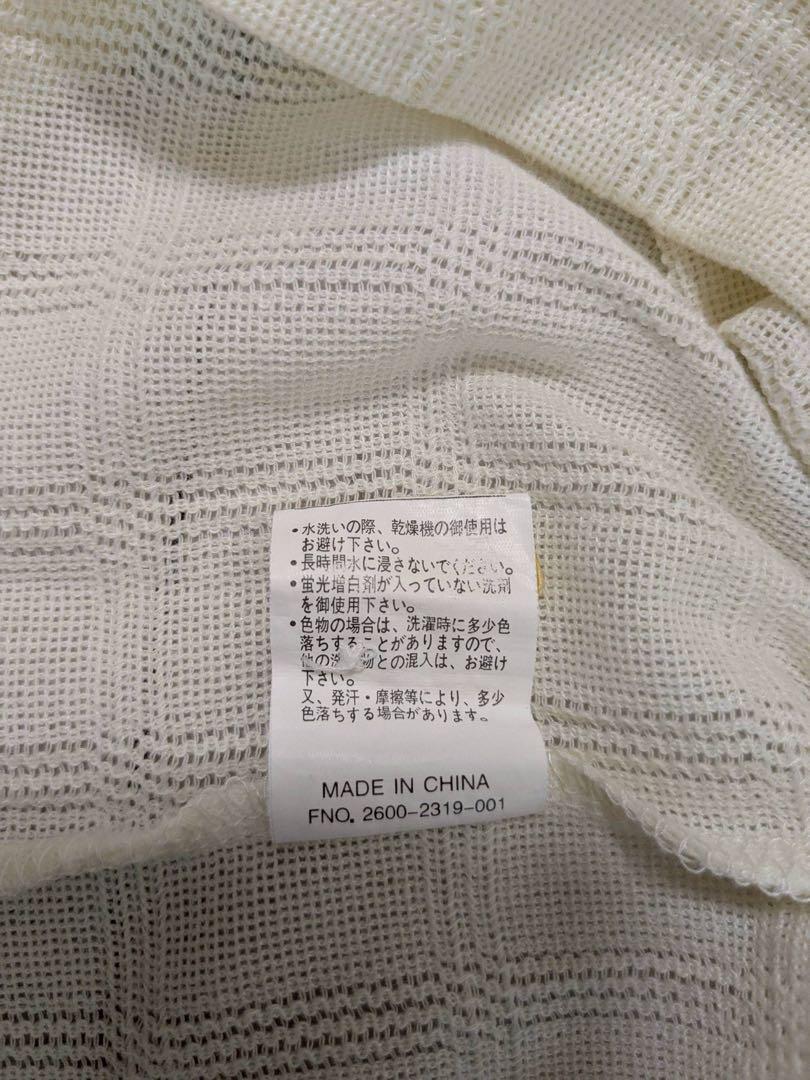 ・水洗いの際、乾燥機の御使用は
お避け下さい。
・長時間水に浸さないでください。
・蛍光増白剤が入っていない洗剤
を御使用下さい。
・色物の場合は、洗濯時に多少色
落ちすることがありますので、
他の洗濯物との混入は、お避け
下さい。
又、発汗・摩擦等により、多少
色落ちする場合があります。
MADE IN CHINA
FNO. 2600-2319-001